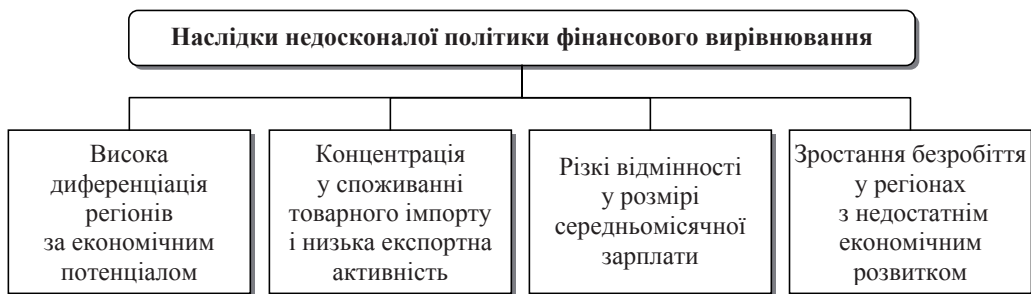 Наслідки недосконалої політики фінансового вирівнювання
Висока
диференціація
регіонів
за економічним
потенціалом
Концентрація
у споживанні
товарного імпорту
і низька експортна
активність
Різкі відмінності
у розмірі
середньомісячної
зарплати
Зростання безробіття
у регіонах
з недостатнім
економічним
розвитком